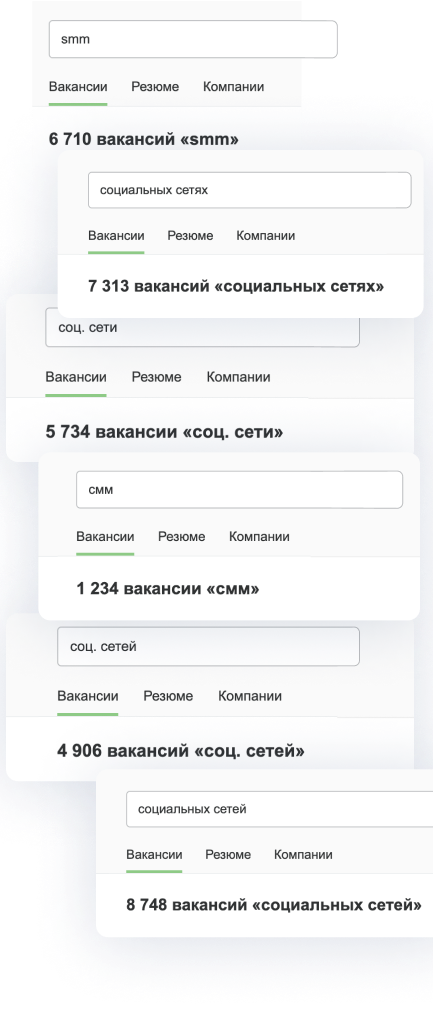 smm
Вакансии Резюме Компании
6 710 вакансий «smm»
социальных сетях
Вакансии Резюме Компании
7 313 вакансий «социальных сетях»
соц. сети
Вакансии Резюме Компании
5 734 вакансии «соц. сети»
смм
Вакансии Резюме Компании
1 234 вакансии «смм»
соц. сетей
Вакансии Резюме Компании
4 906 вакансий «соц. сетей»
социальных сетей
Вакансии Резюме Компании
8 748 вакансий «социальных сетей»